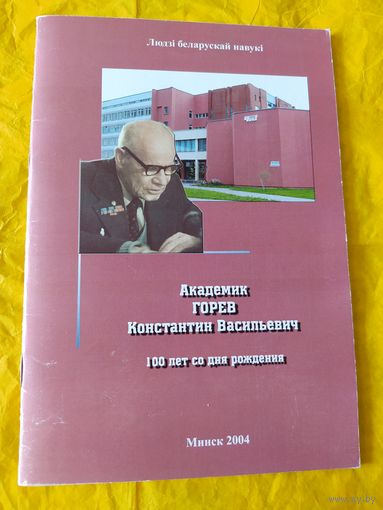 Людзі беларускай навукі
Академик
ГОРЕВ
Константин Васильевич
100 лет со дня рождения
Минск 2004